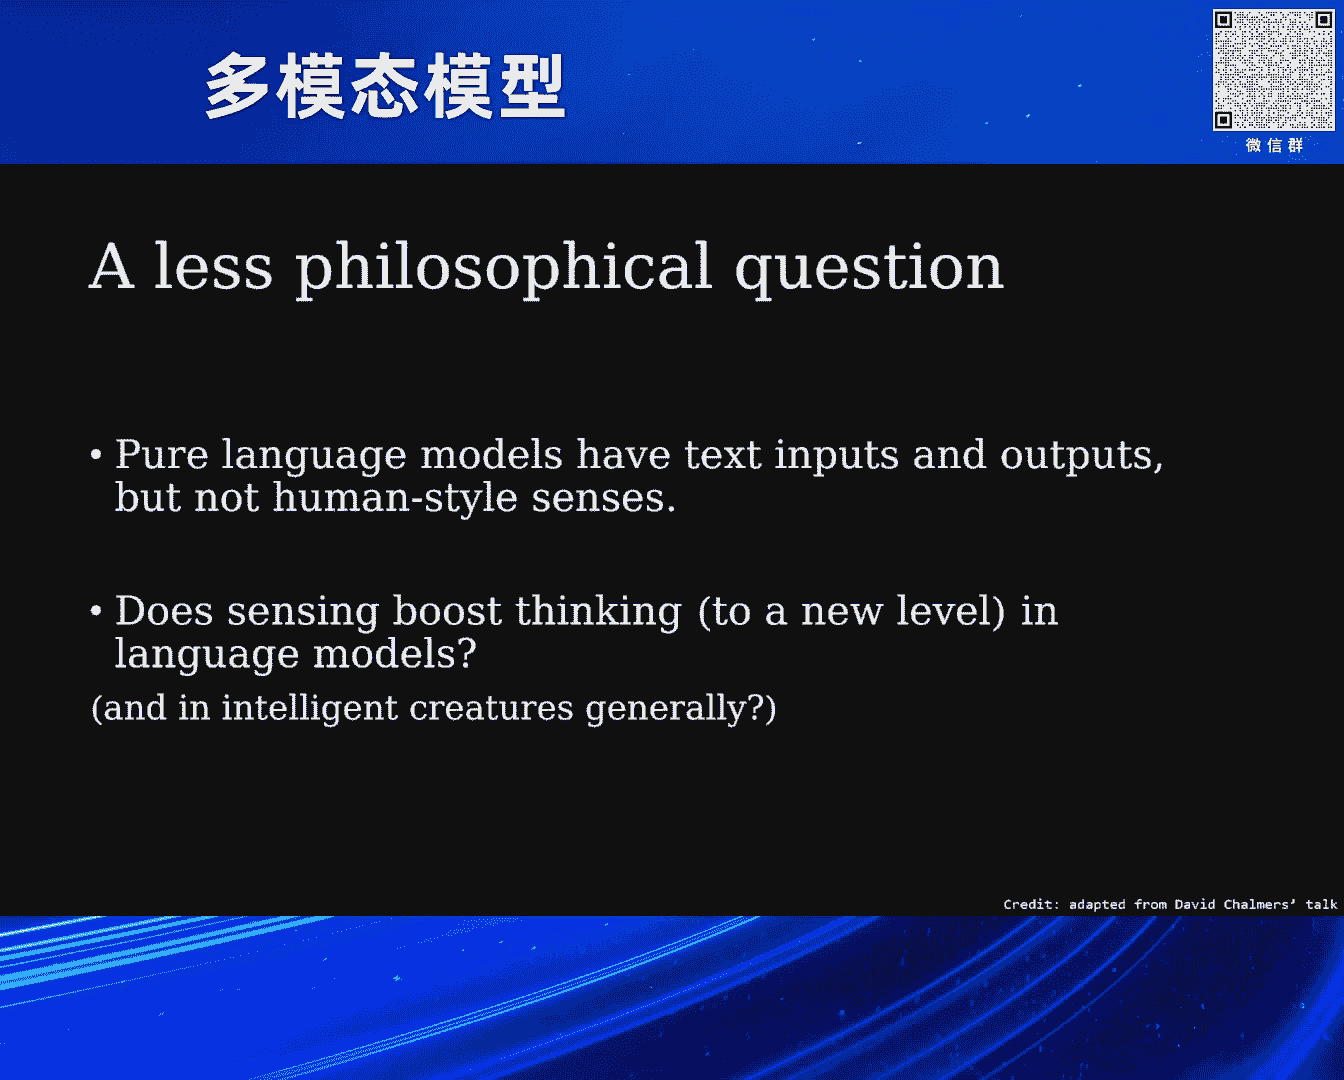 多模态模型
微信群
A less philosophical question
• Pure language models have text inputs and outputs,
but not human-style senses.
• Does sensing boost thinking (to a new level) in
language models?
(and in intelligent creatures generally?)
Credit: adapted from David Chalmers' talk